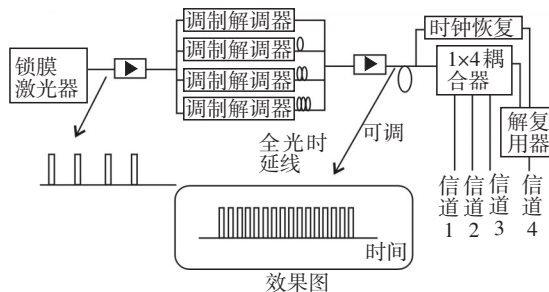 锁膜
激光器
调制解调器
调制解调器
调制解调器
调制解调器
时钟恢复
1×4耦
合器
解复
用器
全光时
延线
可调
信道1
信道2
信道3
信道4
时间
效果图